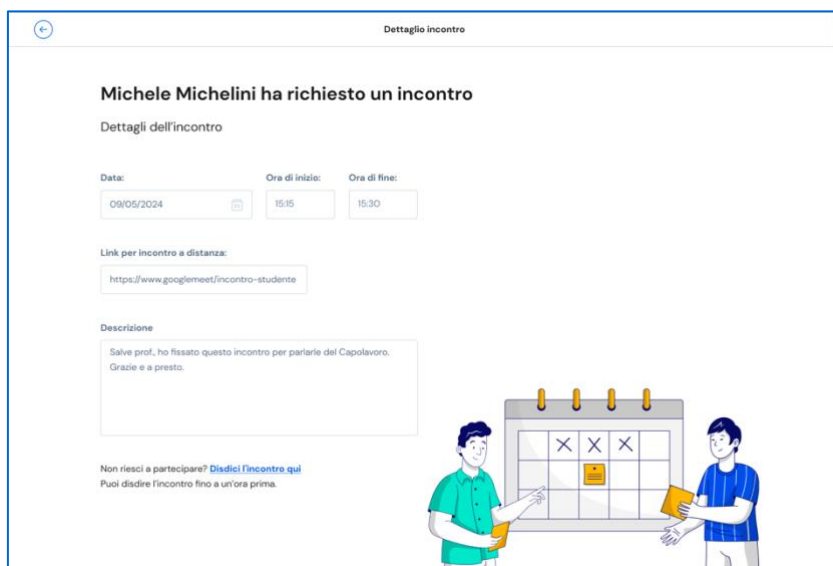 Dettaglio incontro
Michele Michelini ha richiesto un incontro
Dettagli dell'incontro
Data: Ora di inizio: Ora di fine:
09/05/2024 15:15 15:30
Link per incontro a distanza:
https://www.googlemeet/incontro-studente
Descrizione
Salve prof., ho fissato questo incontro per parlarle del Capolavoro.
Grazie e a presto.
Non riesci a partecipare? Disdici l'incontro qui
Puoi disdire l'incontro fino a un'ora prima.